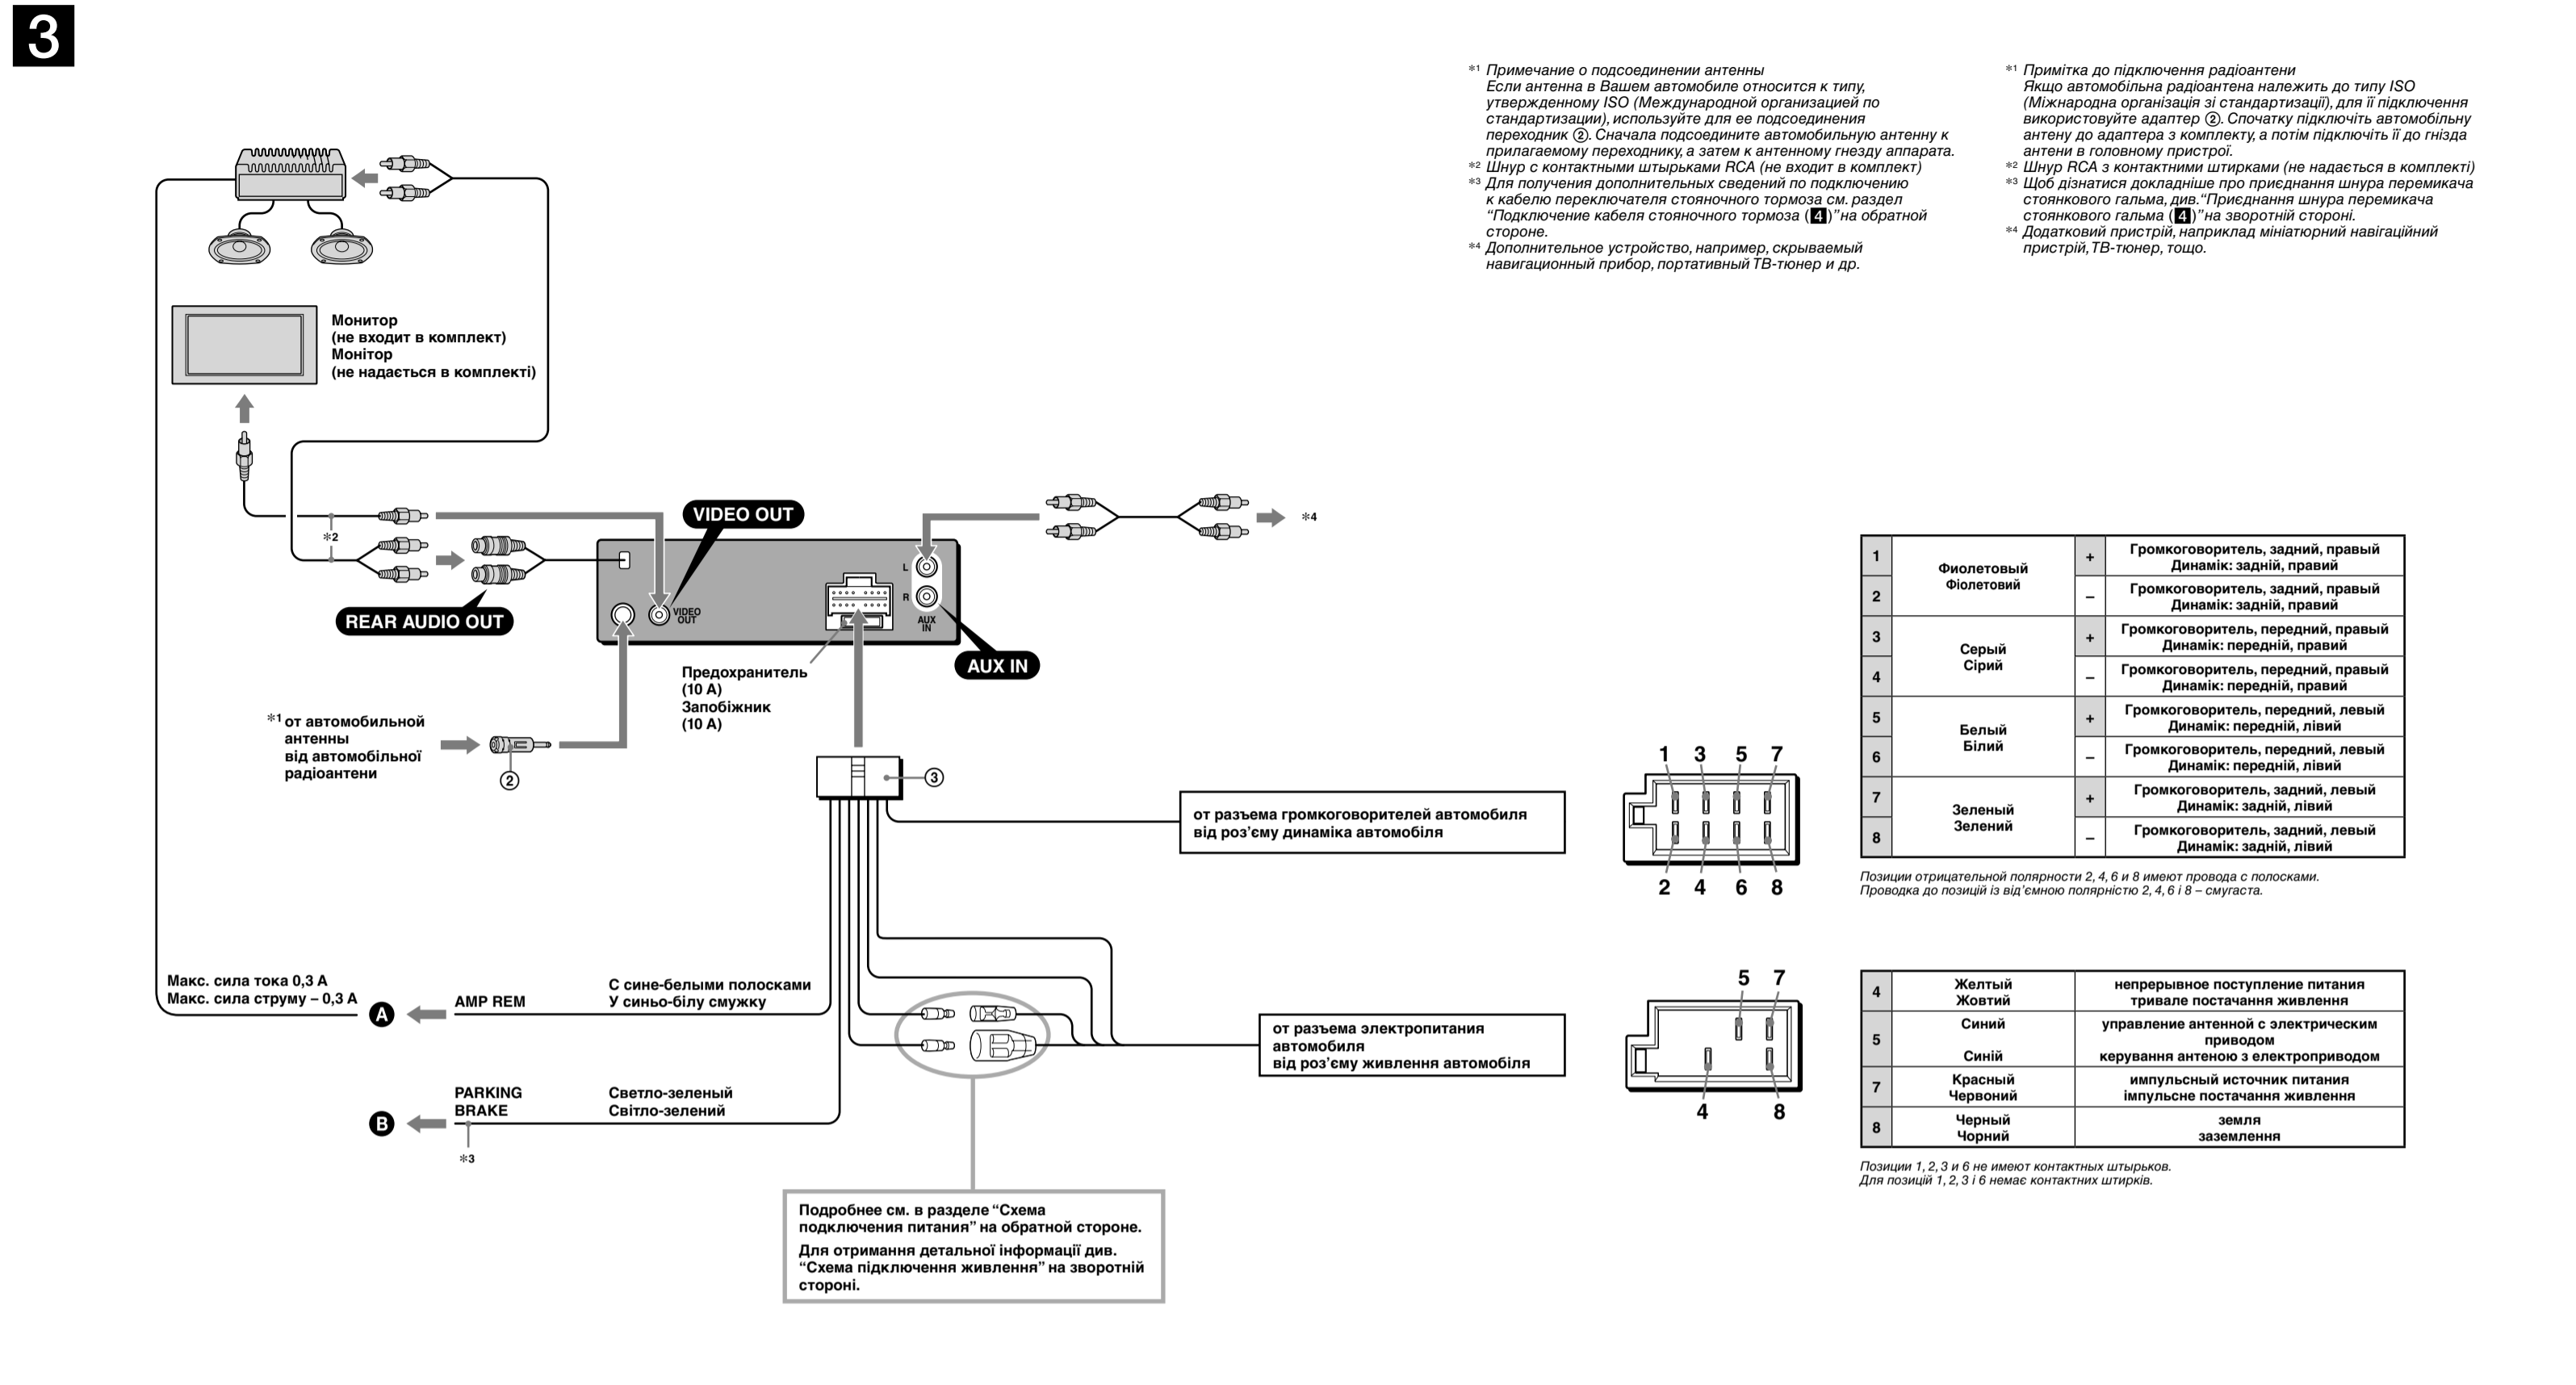 3
*1 Примечание о подсоединении антенны
Если антенна в Вашем автомобиле относится к типу,
утвержденному ISO (Международной организацией по
стандартизации), используйте для ее подсоединения
переходник ②. Сначала подсоедините автомобильную антенну к
прилагаемому переходнику, а затем к антенному гнезду аппарата.
*2 Шнур с контактными штырьками RCA (не входит в комплект)
*3 Для получения дополнительных сведений по подключению
к кабелю переключателя стояночного тормоза см. раздел
“Подключение кабеля стояночного тормоза (4)” на обратной
стороне.
*4 Дополнительное устройство, например, скрываемый
навигационный прибор, портативный ТВ-тюнер и др.
*1 Примітка до підключення радіоантени
Якщо автомобільна радіоантена належить до типу ISO
(Міжнародна організація зі стандартизації), для її підключення
використовуйте адаптер ②. Спочатку підключіть автомобільну
антену до адаптера з комплекту, а потім підключіть її до гнізда
антени в головному пристрої.
*2 Шнур RCA з контактними штирками (не надається в комплекті)
*3 Щоб дізнатися докладніше про приєднання шнура перемикача
стоянкового гальма, див. “Приєднання шнура перемикача
стоянкового гальма (4)” на зворотній стороні.
*4 Додатковий пристрій, наприклад мініатюрний навігаційний
пристрій, ТВ-тюнер, тощо.
Монитор
(не входит в комплект)
Монітор
(не надається в комплекті)
*2
VIDEO OUT
*4
REAR AUDIO OUT
VIDEO
OUT
L
R
AUX
IN
AUX IN
Предохранитель
(10 A)
Запобіжник
(10 A)
*1 от автомобильной
антенны
від автомобільної
радіоантени
②
③
от разъема громкоговорителей автомобиля
від роз’єму динаміка автомобіля
1 3 5 7
2 4 6 8
1 Фиолетовый + Громкоговоритель, задний, правый
Фіолетовий Динамік: задній, правий
2 – Громкоговоритель, задний, правый
Динамік: задній, правий
3 Серый + Громкоговоритель, передний, правый
Сірий Динамік: передній, правий
4 – Громкоговоритель, передний, правый
Динамік: передній, правий
5 Белый + Громкоговоритель, передний, левый
Білий Динамік: передній, лівий
6 – Громкоговоритель, передний, левый
Динамік: передній, лівий
7 Зеленый + Громкоговоритель, задний, левый
Зелений Динамік: задній, лівий
8 – Громкоговоритель, задний, левый
Динамік: задній, лівий
Позиции отрицательной полярности 2, 4, 6 и 8 имеют провода с полосками.
Проводка до позицій із від’ємною полярністю 2, 4, 6 і 8 – смугаста.
Макс. сила тока 0,3 A
Макс. сила струму – 0,3 A
A
AMP REM
С сине-белыми полосками
У синьо-білу смужку
от разъема электропитания
автомобиля
від роз’єму живлення автомобіля
B
PARKING
BRAKE
Светло-зеленый
Світло-зелений
*3
5 7
4 8
4 Желтый непрерывное поступление питания
Жовтий тривале постачання живлення
5 Синий управление антенной с электрическим
приводом
Синій керування антеною з електроприводом
7 Красный импульсный источник питания
Червоний імпульсне постачання живлення
8 Черный земля
Чорний заземлення
Позиции 1, 2, 3 и 6 не имеют контактных штырьков.
Для позицій 1, 2, 3 і 6 немає контактних штирків.
Подробнее см. в разделе “Схема
подключения питания” на обратной стороне.
Для отримання детальної інформації див.
“Схема підключення живлення” на зворотній
стороні.